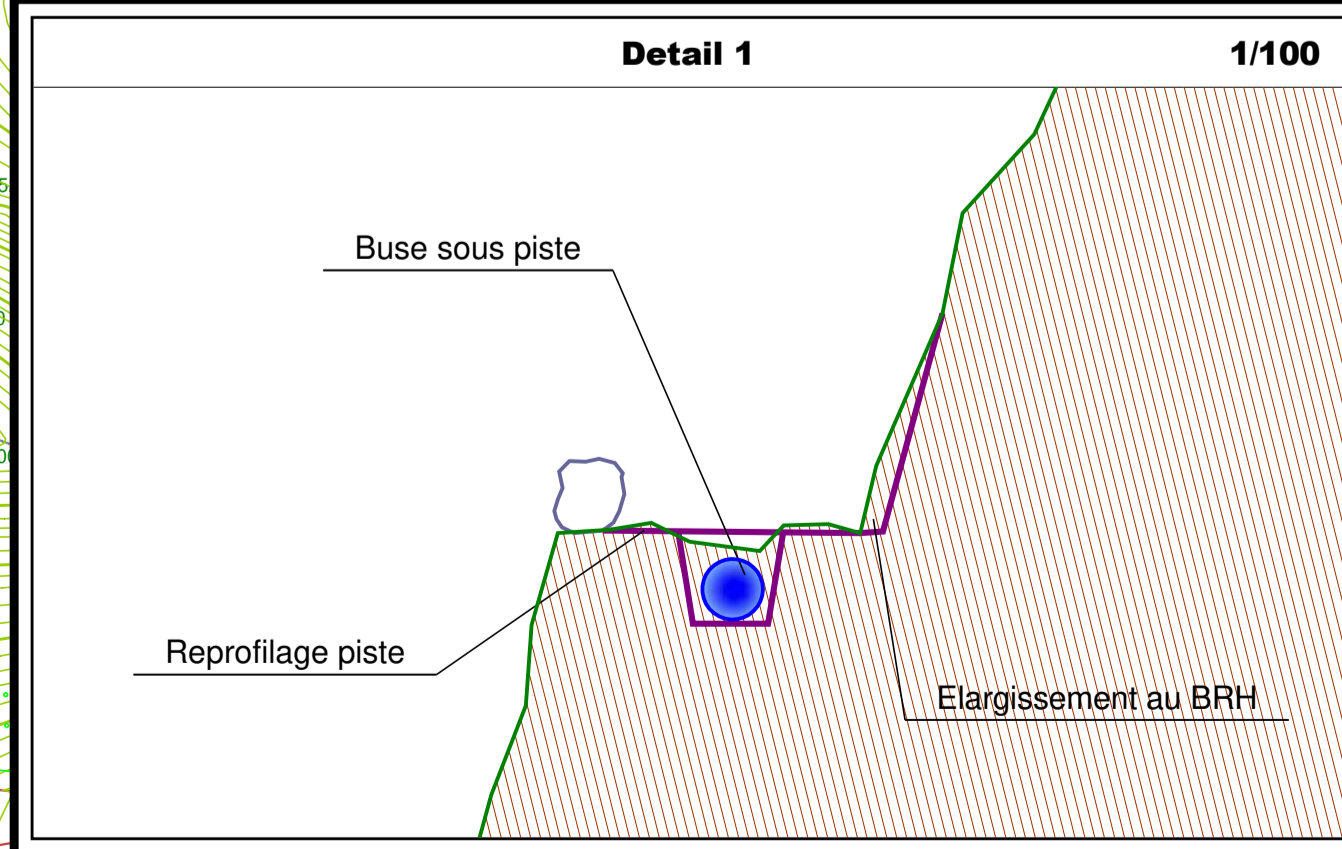 Detail 1
1/100
Buse sous piste
Reprofilage piste
Elargissement au BRH